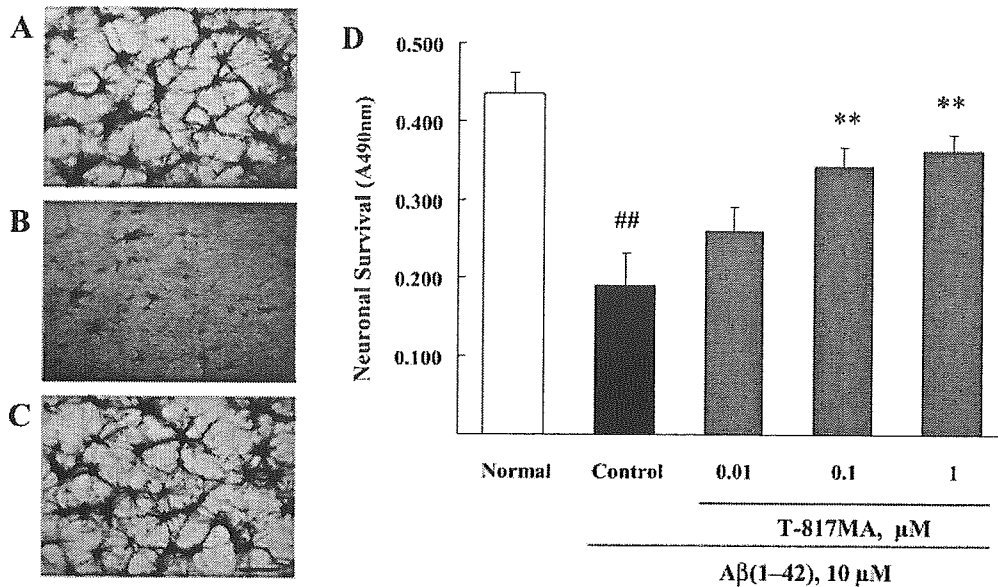 A
B
C
D
Neuronal Survival (A490nm)
0.500
0.400
0.300
0.200
0.100
##
**
**
Normal Control 0.01 0.1 1
T-817MA, μM
Aβ(1–42), 10 μM